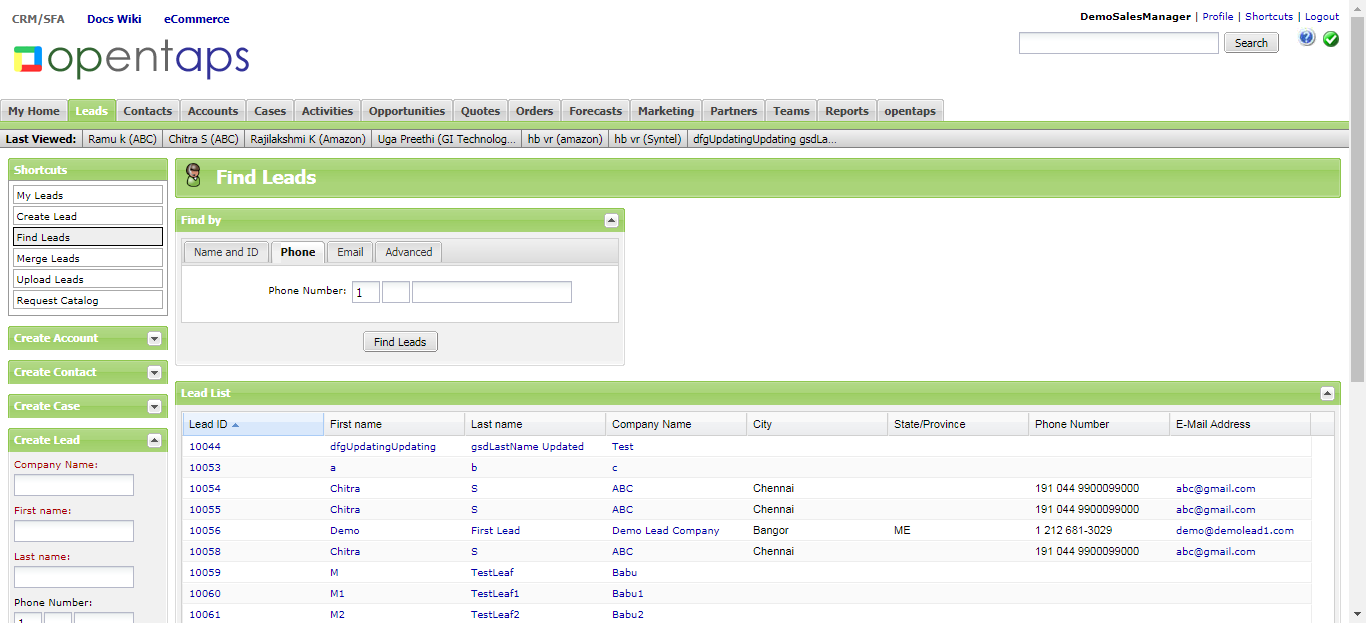 CRM/SFA Docs Wiki eCommerce
DemoSalesManager | Profile | Shortcuts | Logout
opentaps
Search
My Home Leads Contacts Accounts Cases Activities Opportunities Quotes Orders Forecasts Marketing Partners Teams Reports opentaps
Last Viewed: Ramu k (ABC) Chitra S (ABC) Rajilakshmi K (Amazon) Uga Preethi (GI Technolog... hb vr (amazon) hb vr (Syntel) dfgUpdatingUpdating gsdLa...
Shortcuts
My Leads
Create Lead
Find Leads
Merge Leads
Upload Leads
Request Catalog
Create Account
Create Contact
Create Case
Create Lead
Company Name:
First name:
Last name:
Phone Number:
1
Find Leads
Find by
Name and ID Phone Email Advanced
Phone Number: 1
Find Leads
Lead List
Lead ID First name Last name Company Name City State/Province Phone Number E-Mail Address
10044 dfgUpdatingUpdating gsdLastName Updated Test
10053 a b c
10054 Chitra S ABC Chennai 191 044 9900099000 abc@gmail.com
10055 Chitra S ABC Chennai 191 044 9900099000 abc@gmail.com
10056 Demo First Lead Demo Lead Company Bangor ME 1 212 681-3029 demo@demolead1.com
10058 Chitra S ABC Chennai 191 044 9900099000 abc@gmail.com
10059 M TestLeaf Babu
10060 M1 TestLeaf1 Babu1
10061 M2 TestLeaf2 Babu2